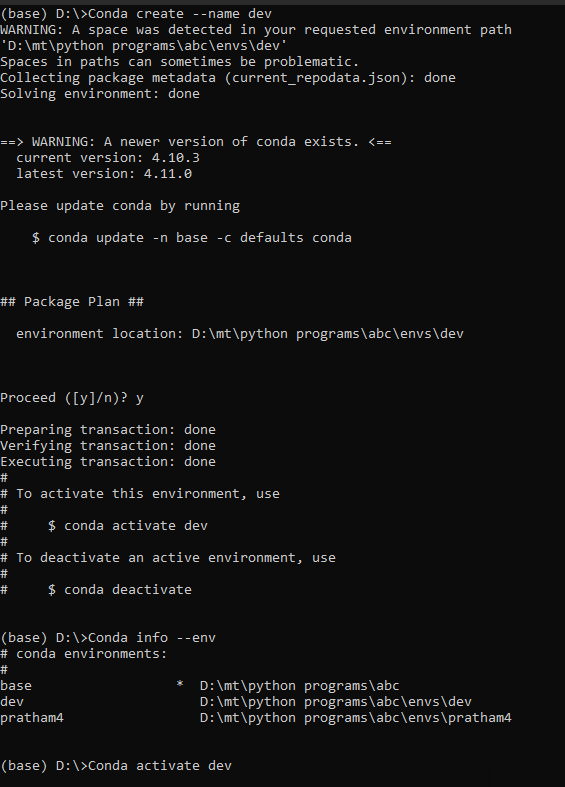 (base) D:\>Conda create --name dev
WARNING: A space was detected in your requested environment path
'D:\mt\python programs\abc\envs\dev'
Spaces in paths can sometimes be problematic.
Collecting package metadata (current_repodata.json): done
Solving environment: done
==> WARNING: A newer version of conda exists. <==
current version: 4.10.3
latest version: 4.11.0
Please update conda by running
$ conda update -n base -c defaults conda
## Package Plan ##
environment location: D:\mt\python programs\abc\envs\dev
Proceed ([y]/n)? y
Preparing transaction: done
Verifying transaction: done
Executing transaction: done
#
# To activate this environment, use
#
#     $ conda activate dev
#
# To deactivate an active environment, use
#
#     $ conda deactivate
(base) D:\>Conda info --env
# conda environments:
#
base                  *  D:\mt\python programs\abc
dev                      D:\mt\python programs\abc\envs\dev
pratham4                 D:\mt\python programs\abc\envs\pratham4
(base) D:\>Conda activate dev